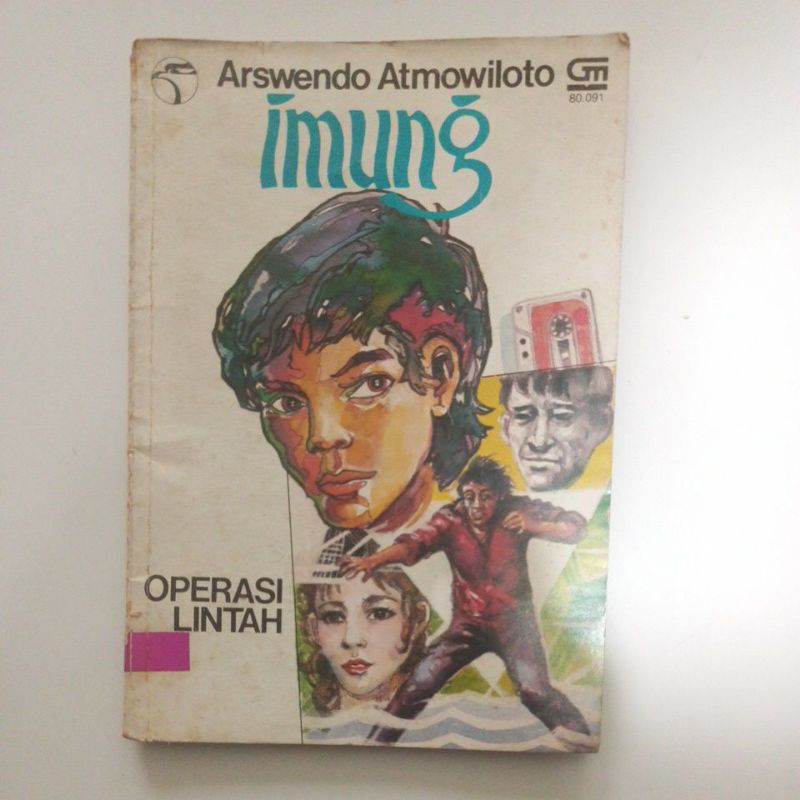 Arswendo Atmowiloto GM
80.091
imung
OPERASI
LINTAH